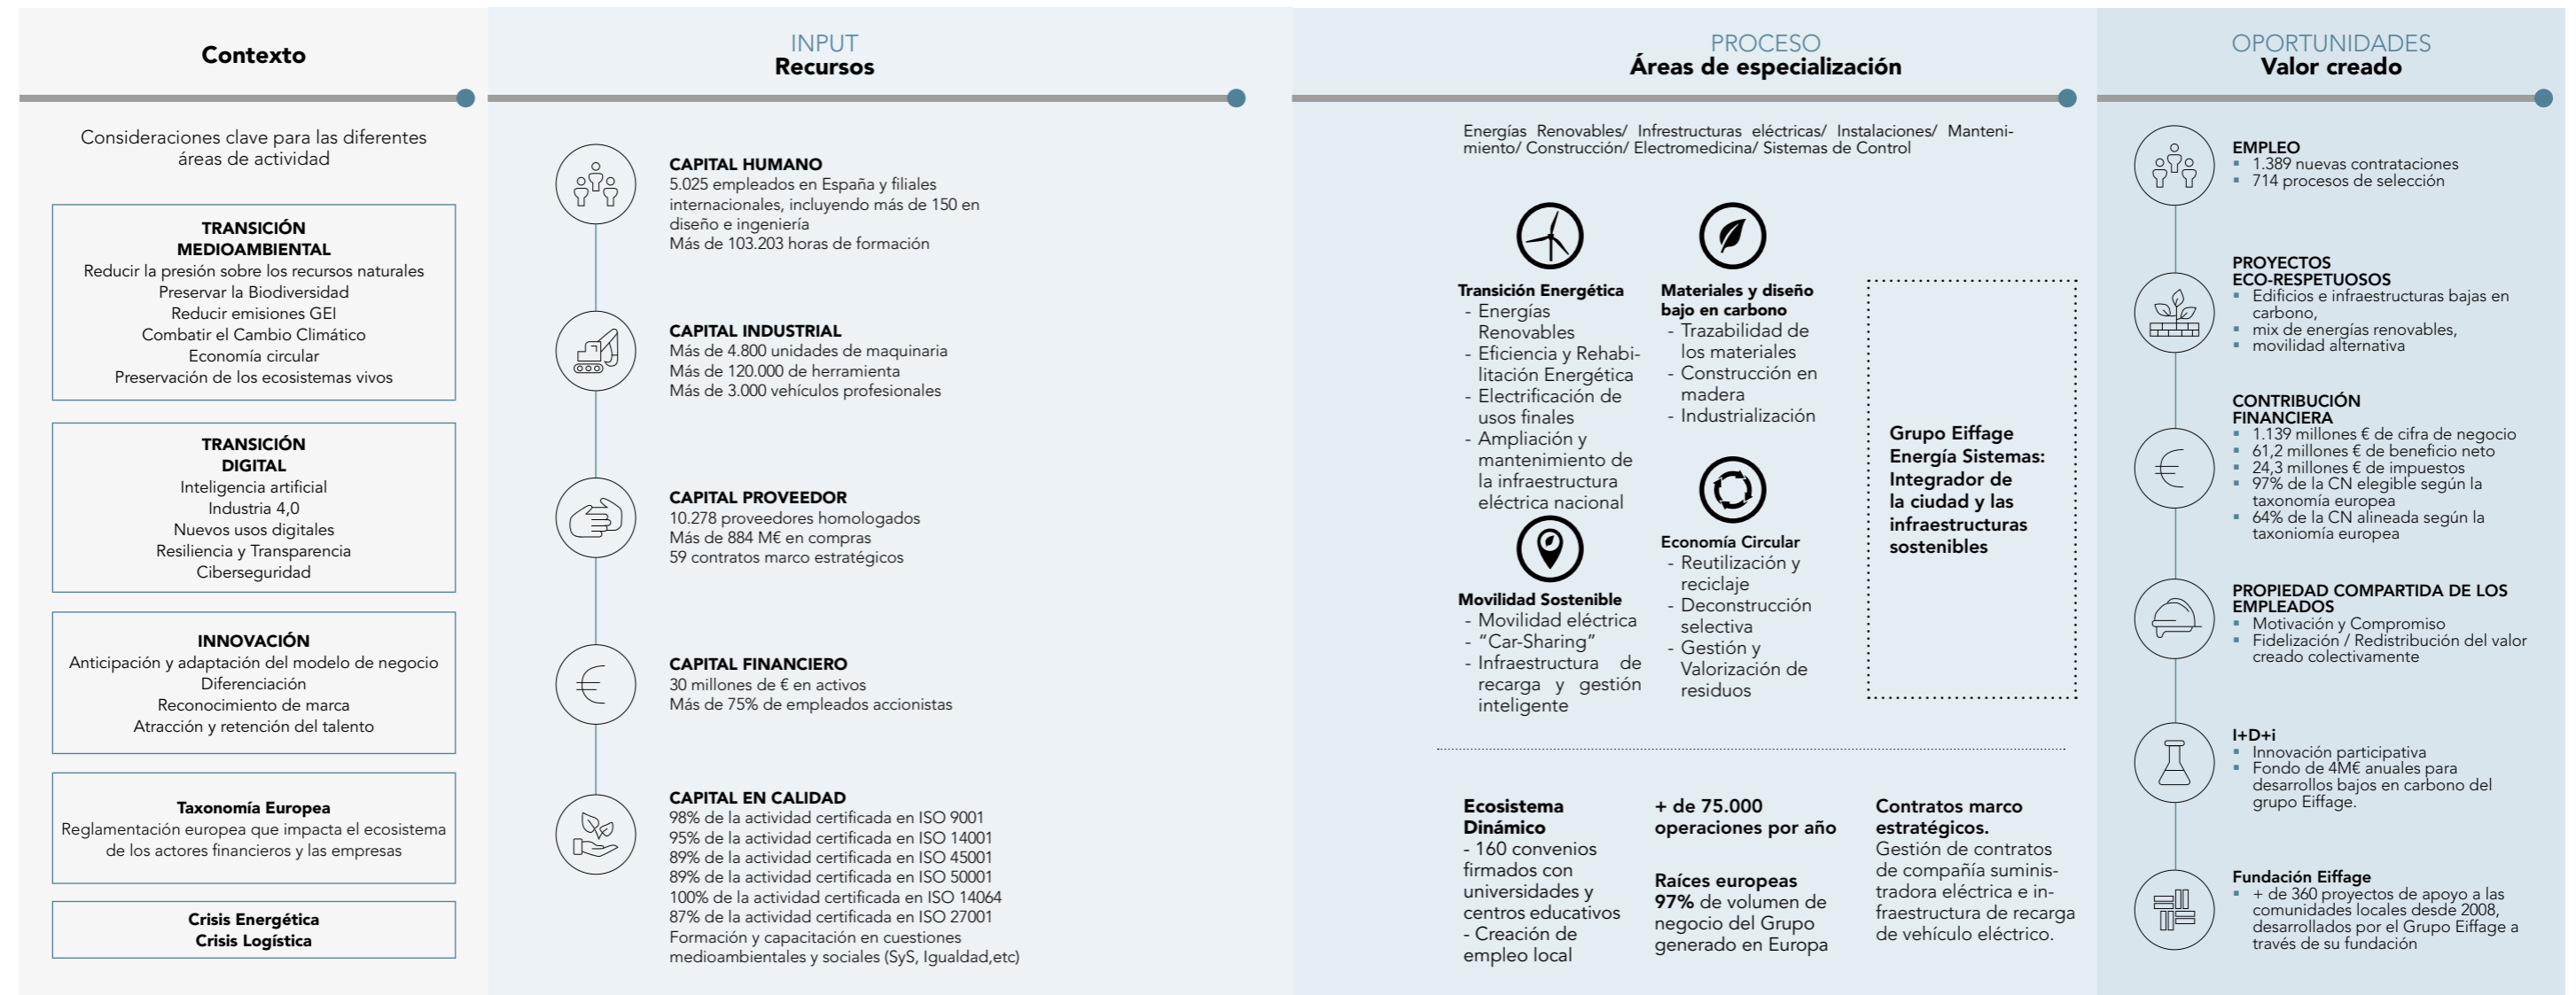 Contexto
Consideraciones clave para las diferentes
áreas de actividad
TRANSICIÓN
MEDIOAMBIENTAL
Reducir la presión sobre los recursos naturales
Preservar la Biodiversidad
Reducir emisiones GEI
Combatir el Cambio Climático
Economía circular
Preservación de los ecosistemas vivos
TRANSICIÓN
DIGITAL
Inteligencia artificial
Industria 4,0
Nuevos usos digitales
Resiliencia y Transparencia
Ciberseguridad
INNOVACIÓN
Anticipación y adaptación del modelo de negocio
Diferenciación
Reconocimiento de marca
Atracción y retención del talento
Taxonomía Europea
Reglamentación europea que impacta el ecosistema
de los actores financieros y las empresas
Crisis Energética
Crisis Logística
INPUT
Recursos
CAPITAL HUMANO
5.025 empleados en España y filiales
internacionales, incluyendo más de 150 en
diseño e ingeniería
Más de 103.203 horas de formación
CAPITAL INDUSTRIAL
Más de 4.800 unidades de maquinaria
Más de 120.000 de herramienta
Más de 3.000 vehículos profesionales
CAPITAL PROVEEDOR
10.278 proveedores homologados
Más de 884 M€ en compras
59 contratos marco estratégicos
CAPITAL FINANCIERO
30 millones de € en activos
Más de 75% de empleados accionistas
CAPITAL EN CALIDAD
98% de la actividad certificada en ISO 9001
95% de la actividad certificada en ISO 14001
89% de la actividad certificada en ISO 45001
89% de la actividad certificada en ISO 50001
100% de la actividad certificada en ISO 14064
87% de la actividad certificada en ISO 27001
Formación y capacitación en cuestiones
medioambientales y sociales (SyS, Igualdad,etc)
PROCESO
Áreas de especialización
Energías Renovables/ Infrestructuras eléctricas/ Instalaciones/ Manteni-
miento/ Construcción/ Electromedicina/ Sistemas de Control
Transición Energética
- Energías
Renovables
- Eficiencia y Rehabi-
litación Energética
- Electrificación de
usos finales
- Ampliación y
mantenimiento de
la infraestructura
eléctrica nacional
Movilidad Sostenible
- Movilidad eléctrica
- “Car-Sharing”
- Infraestructura de
recarga y gestión
inteligente
Materiales y diseño
bajo en carbono
- Trazabilidad de
los materiales
- Construcción en
madera
- Industrialización
Economía Circular
- Reutilización y
reciclaje
- Deconstrucción
selectiva
- Gestión y
Valorización de
residuos
Grupo Eiffage
Energía Sistemas:
Integrador de
la ciudad y las
infraestructuras
sostenibles
Ecosistema
Dinámico
- 160 convenios
firmados con
universidades y
centros educativos
- Creación de
empleo local
+ de 75.000
operaciones por año
Raíces europeas
97% de volumen de
negocio del Grupo
generado en Europa
Contratos marco
estratégicos.
Gestión de contratos
de compañía suminis-
tradora eléctrica e in-
fraestructura de recarga
de vehículo eléctrico.
OPORTUNIDADES
Valor creado
EMPLEO
▪ 1.389 nuevas contrataciones
▪ 714 procesos de selección
PROYECTOS
ECO-RESPETUOSOS
▪ Edificios e infraestructuras bajas en
carbono,
▪ mix de energías renovables,
▪ movilidad alternativa
CONTRIBUCIÓN
FINANCIERA
▪ 1.139 millones € de cifra de negocio
▪ 61,2 millones € de beneficio neto
▪ 24,3 millones € de impuestos
▪ 97% de la CN elegible según la
taxonomía europea
▪ 64% de la CN alineada según la
taxoniomía europea
PROPIEDAD COMPARTIDA DE LOS
EMPLEADOS
▪ Motivación y Compromiso
▪ Fidelización / Redistribución del valor
creado colectivamente
I+D+i
▪ Innovación participativa
▪ Fondo de 4M€ anuales para
desarrollos bajos en carbono del
grupo Eiffage.
Fundación Eiffage
▪ + de 360 proyectos de apoyo a las
comunidades locales desde 2008,
desarrollados por el Grupo Eiffage a
través de su fundación